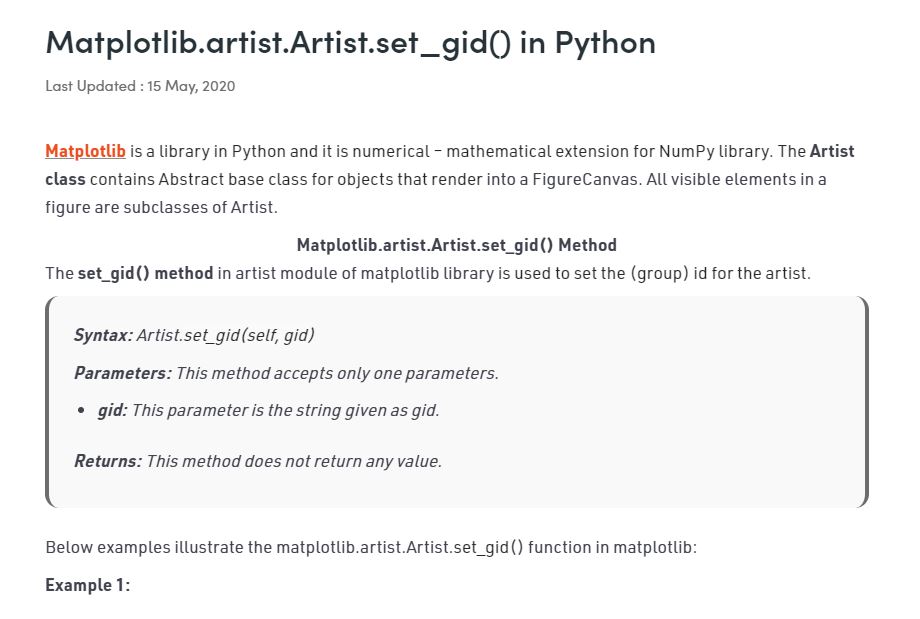 Matplotlib.artist.Artist.set_gid() in Python
Last Updated : 15 May, 2020
Matplotlib is a library in Python and it is numerical – mathematical extension for NumPy library. The Artist
class contains Abstract base class for objects that render into a FigureCanvas. All visible elements in a
figure are subclasses of Artist.
Matplotlib.artist.Artist.set_gid() Method
The set_gid() method in artist module of matplotlib library is used to set the (group) id for the artist.
Syntax: Artist.set_gid(self, gid)
Parameters: This method accepts only one parameters.
• gid: This parameter is the string given as gid.
Returns: This method does not return any value.
Below examples illustrate the matplotlib.artist.Artist.set_gid() function in matplotlib:
Example 1: